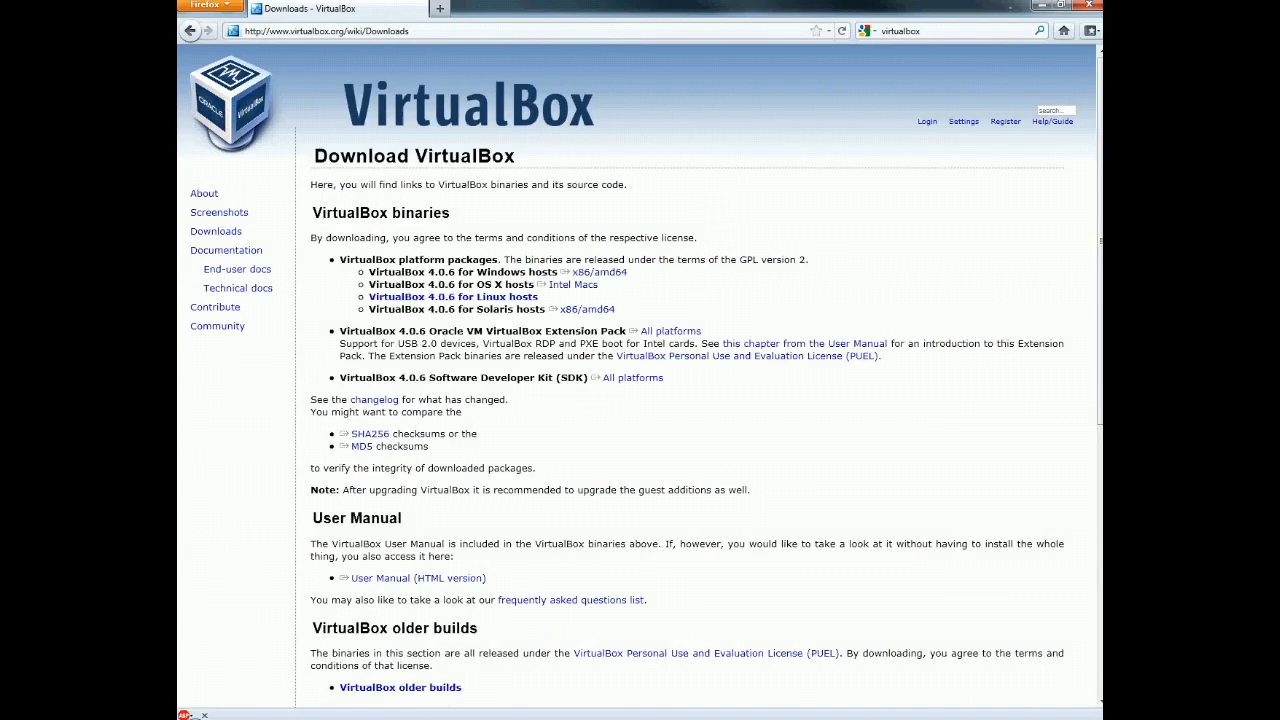 Firefox
Downloads - VirtualBox
http://www.virtualbox.org/wiki/Downloads
virtualbox
ORACLE
VirtualBox
VirtualBox
search...
Login Settings Register Help/Guide
Download VirtualBox
About
Screenshots
Downloads
Documentation
End-user docs
Technical docs
Contribute
Community
Here, you will find links to VirtualBox binaries and its source code.
VirtualBox binaries
By downloading, you agree to the terms and conditions of the respective license.
VirtualBox platform packages. The binaries are released under the terms of the GPL version 2.
VirtualBox 4.0.6 for Windows hosts x86/amd64
VirtualBox 4.0.6 for OS X hosts Intel Macs
VirtualBox 4.0.6 for Linux hosts
VirtualBox 4.0.6 for Solaris hosts x86/amd64
VirtualBox 4.0.6 Oracle VM VirtualBox Extension Pack All platforms
Support for USB 2.0 devices, VirtualBox RDP and PXE boot for Intel cards. See this chapter from the User Manual for an introduction to this Extension
Pack. The Extension Pack binaries are released under the VirtualBox Personal Use and Evaluation License (PUEL).
VirtualBox 4.0.6 Software Developer Kit (SDK) All platforms
See the changelog for what has changed.
You might want to compare the
SHA256 checksums or the
MD5 checksums
to verify the integrity of downloaded packages.
Note: After upgrading VirtualBox it is recommended to upgrade the guest additions as well.
User Manual
The VirtualBox User Manual is included in the VirtualBox binaries above. If, however, you would like to take a look at it without having to install the whole
thing, you also access it here:
User Manual (HTML version)
You may also like to take a look at our frequently asked questions list.
VirtualBox older builds
The binaries in this section are all released under the VirtualBox Personal Use and Evaluation License (PUEL). By downloading, you agree to the terms and
conditions of that license.
VirtualBox older builds
ABP